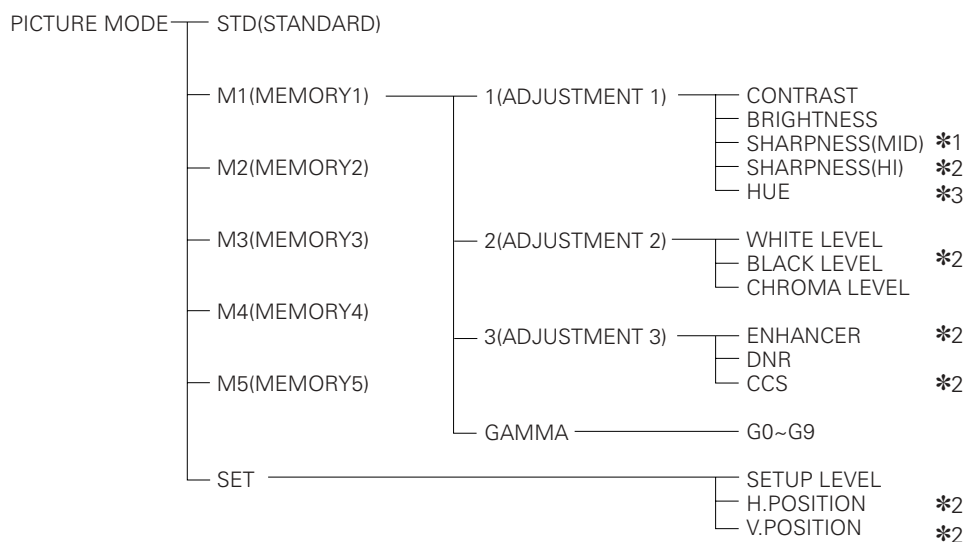 PICTURE MODE STD(STANDARD)
M1(MEMORY1) 1(ADJUSTMENT 1) CONTRAST
BRIGHTNESS
SHARPNESS(MID) ✻1
SHARPNESS(HI) ✻2
HUE ✻3
M2(MEMORY2)
M3(MEMORY3) 2(ADJUSTMENT 2) WHITE LEVEL
BLACK LEVEL ✻2
CHROMA LEVEL
M4(MEMORY4)
3(ADJUSTMENT 3) ENHANCER ✻2
DNR
M5(MEMORY5) CCS ✻2
GAMMA G0~G9
SET SETUP LEVEL
H.POSITION ✻2
V.POSITION ✻2